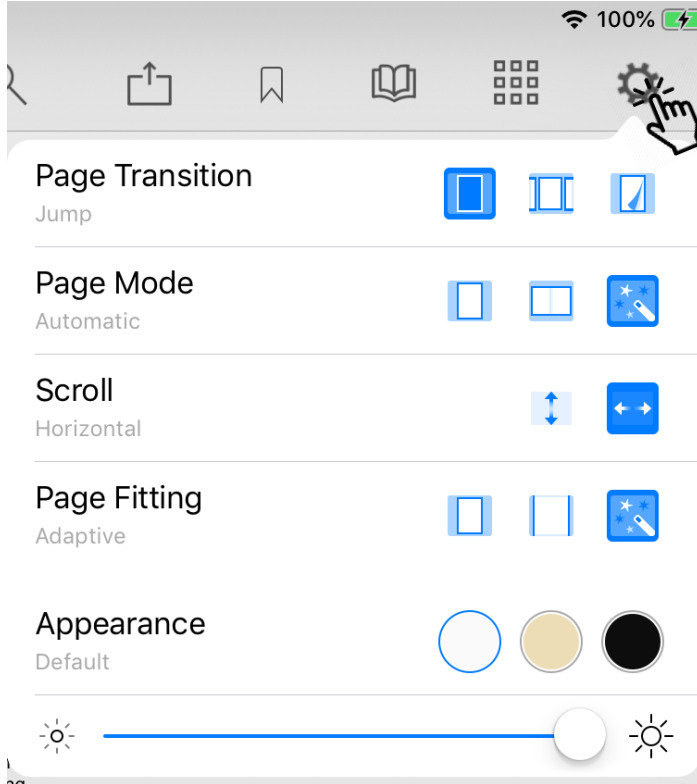 100%
Page Transition
Jump
Page Mode
Automatic
Scroll
Horizontal
Page Fitting
Adaptive
Appearance
Default